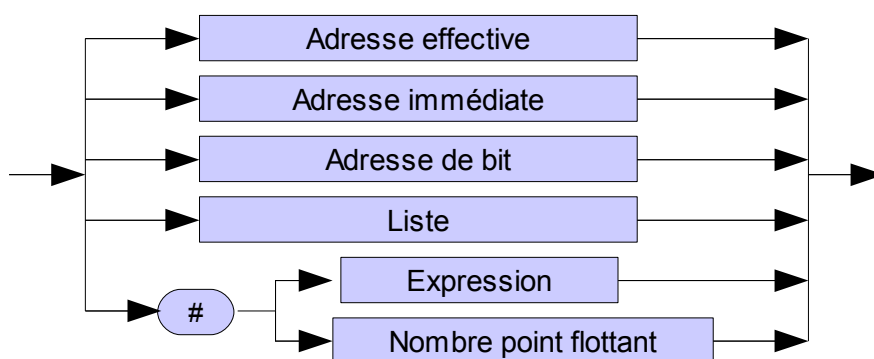 Adresse effective
Adresse immédiate
Adresse de bit
Liste
Expression
#
Nombre point flottant